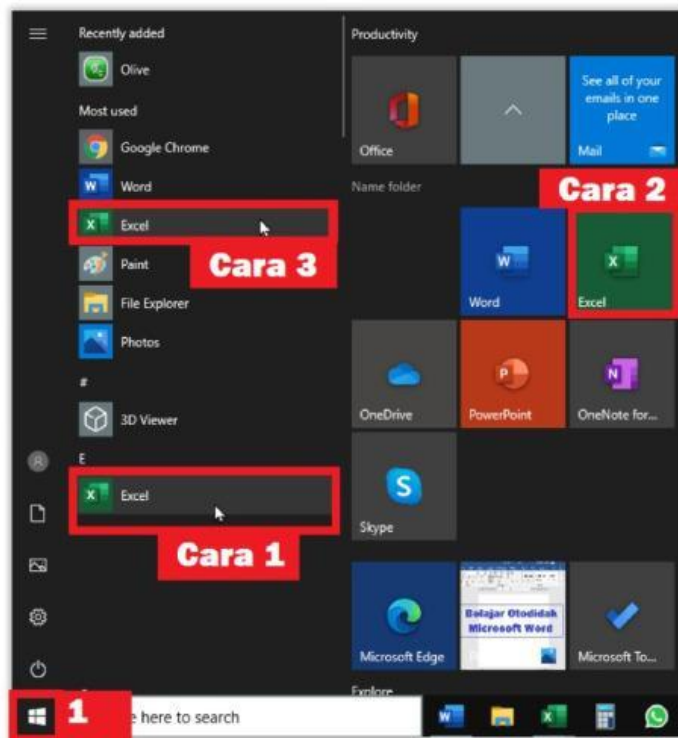 Recently added
Olive
Most used
Google Chrome
Word
Excel
Cara 3
Paint
File Explorer
Photos
#
3D Viewer
E
Excel
Cara 1
Productivity
Office
See all of your
emails in one
place
Mail
Name folder
Cara 2
Word
Excel
OneDrive
PowerPoint
OneNote for...
Skype
Microsoft Edge
Belajar Otodidak
Microsoft Word
Microsoft To...
Explore
1
e here to search